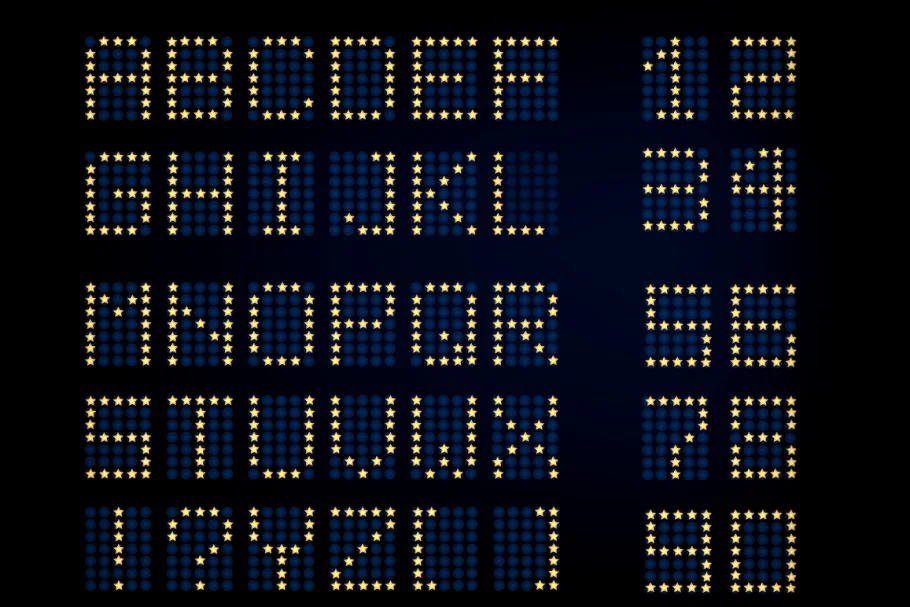 ABCDEF 12
GHIJKL 34
MNOPQR 56
STUVWX 78
!?YZ[] 90